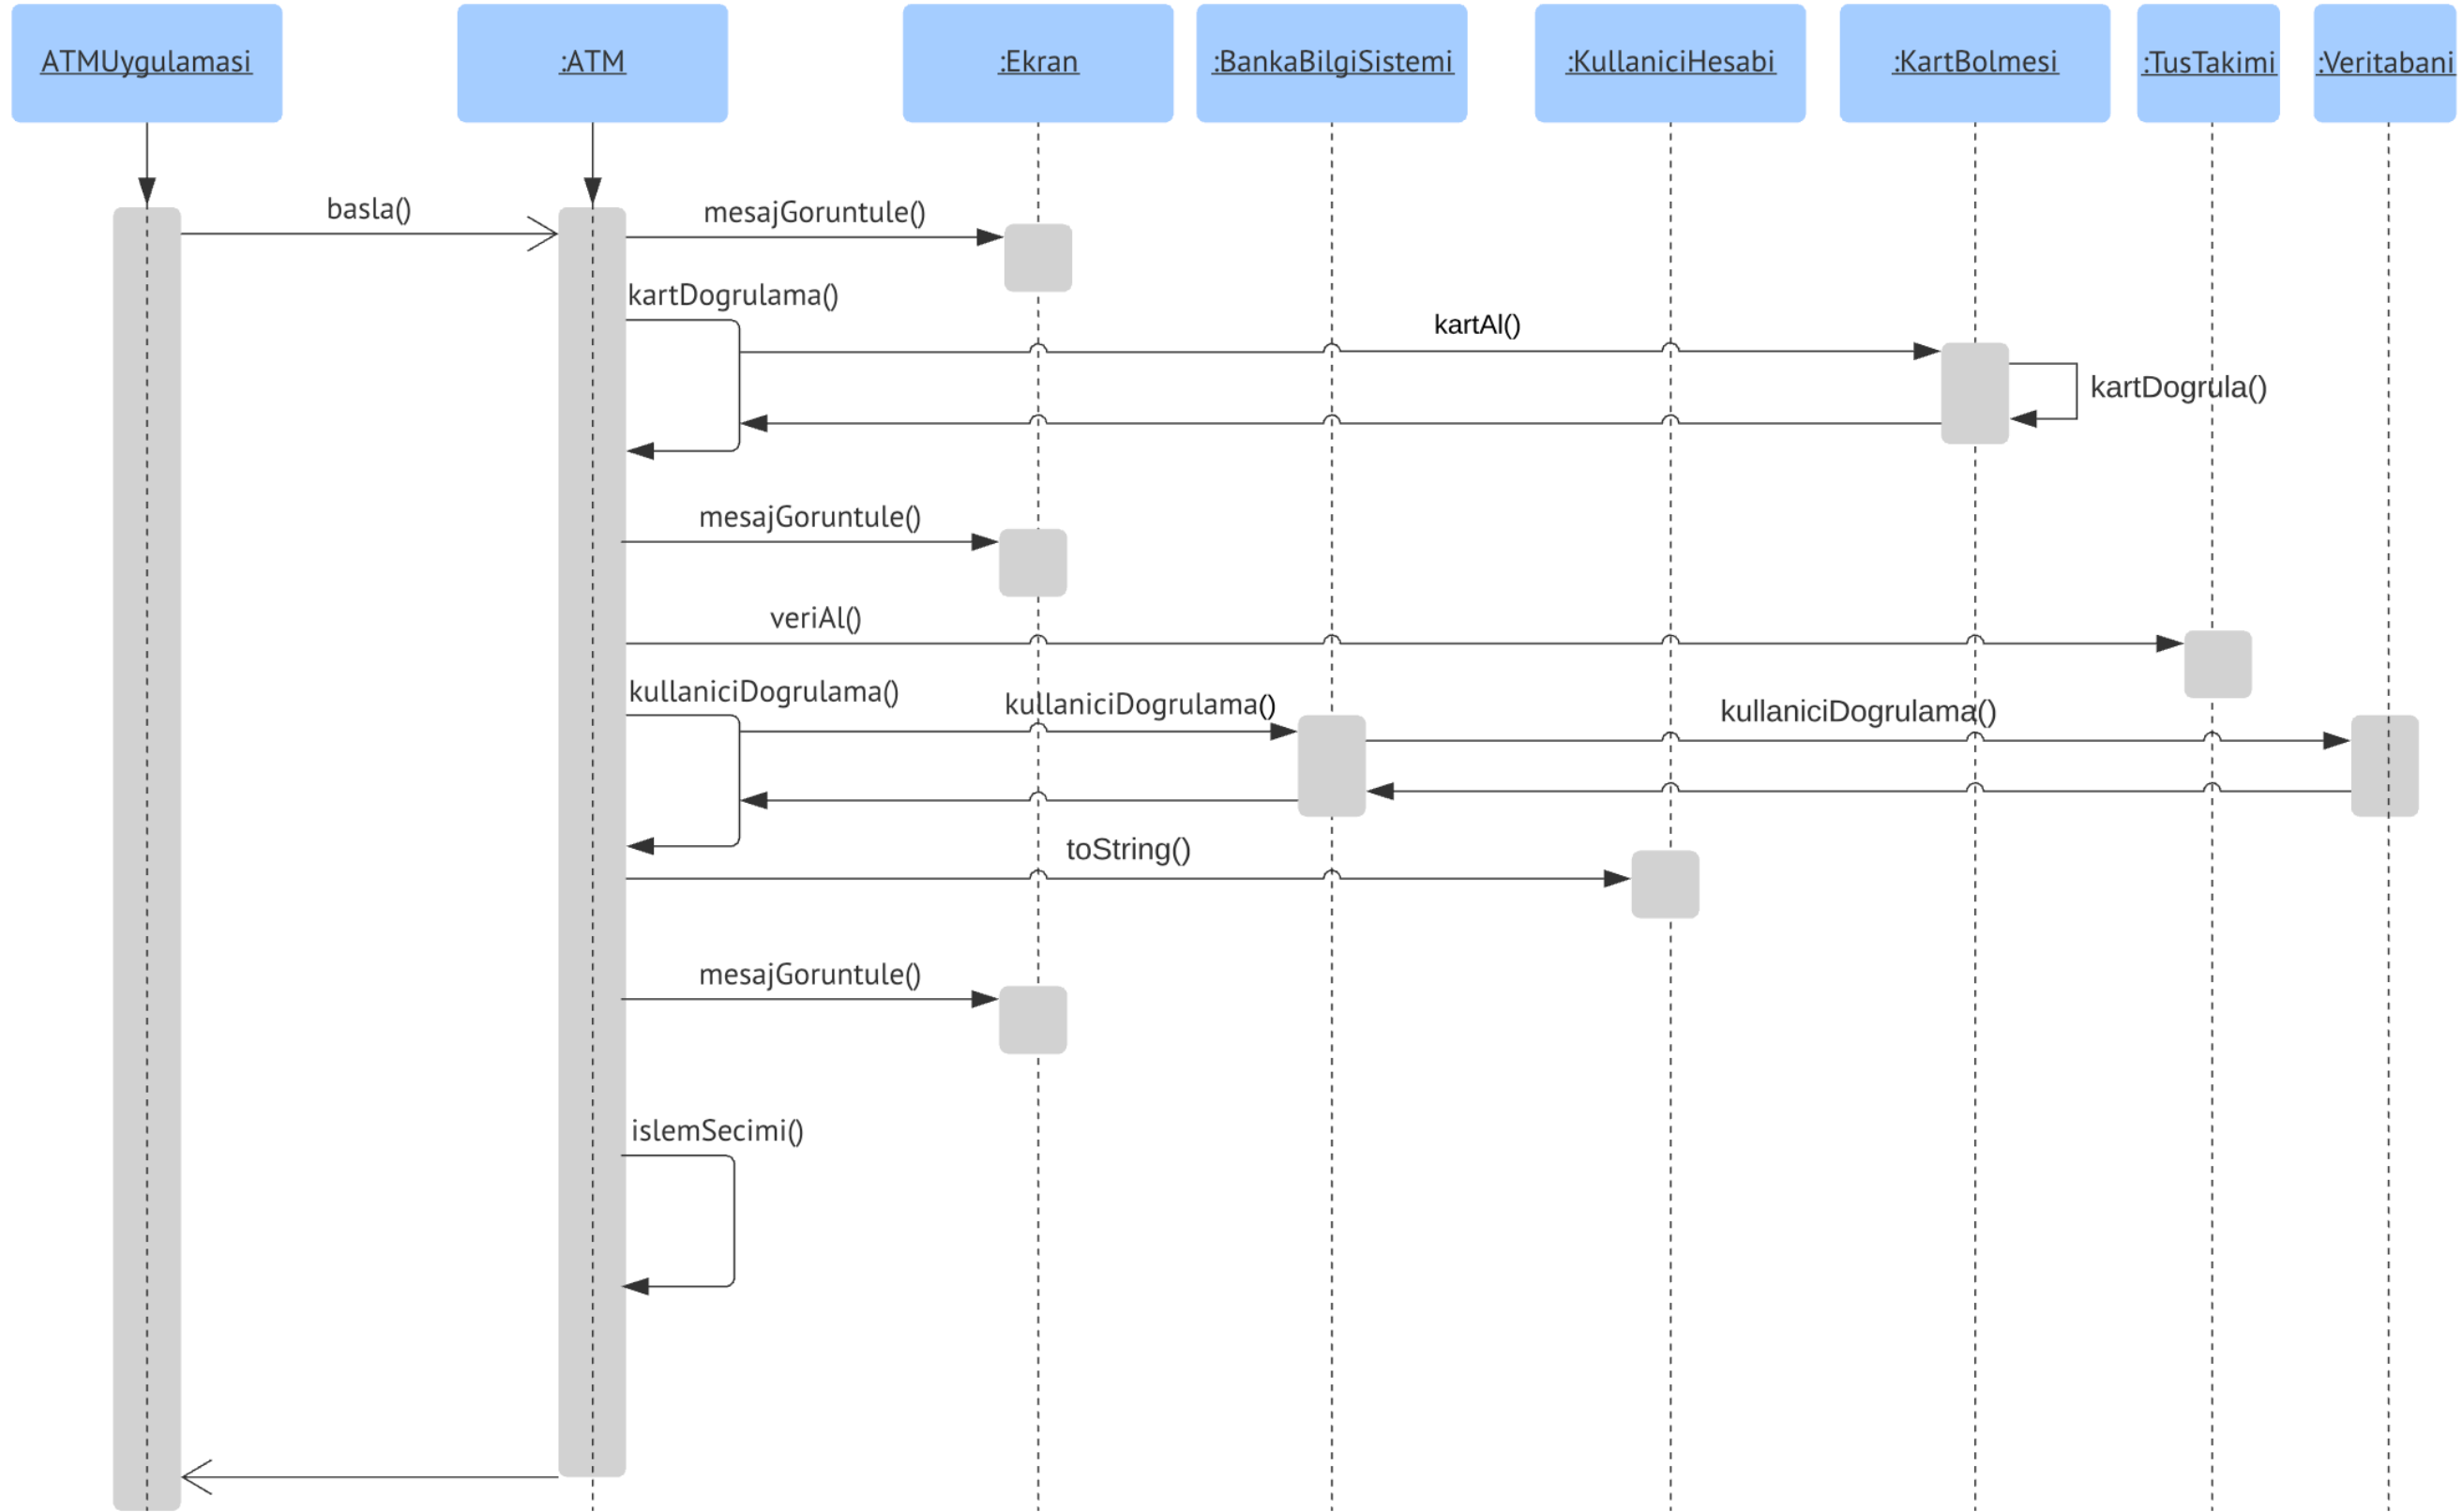 ATMUygulamasi
:ATM
:Ekran
:BankaBilgiSistemi
:KullaniciHesabi
:KartBolmesi
:TusTakimi
:Veritabani
basla()
mesajGoruntule()
kartDogrulama()
kartAl()
kartDogrula()
mesajGoruntule()
veriAl()
kullaniciDogrulama()
kullaniciDogrulama()
kullaniciDogrulama()
toString()
mesajGoruntule()
islemSecimi()